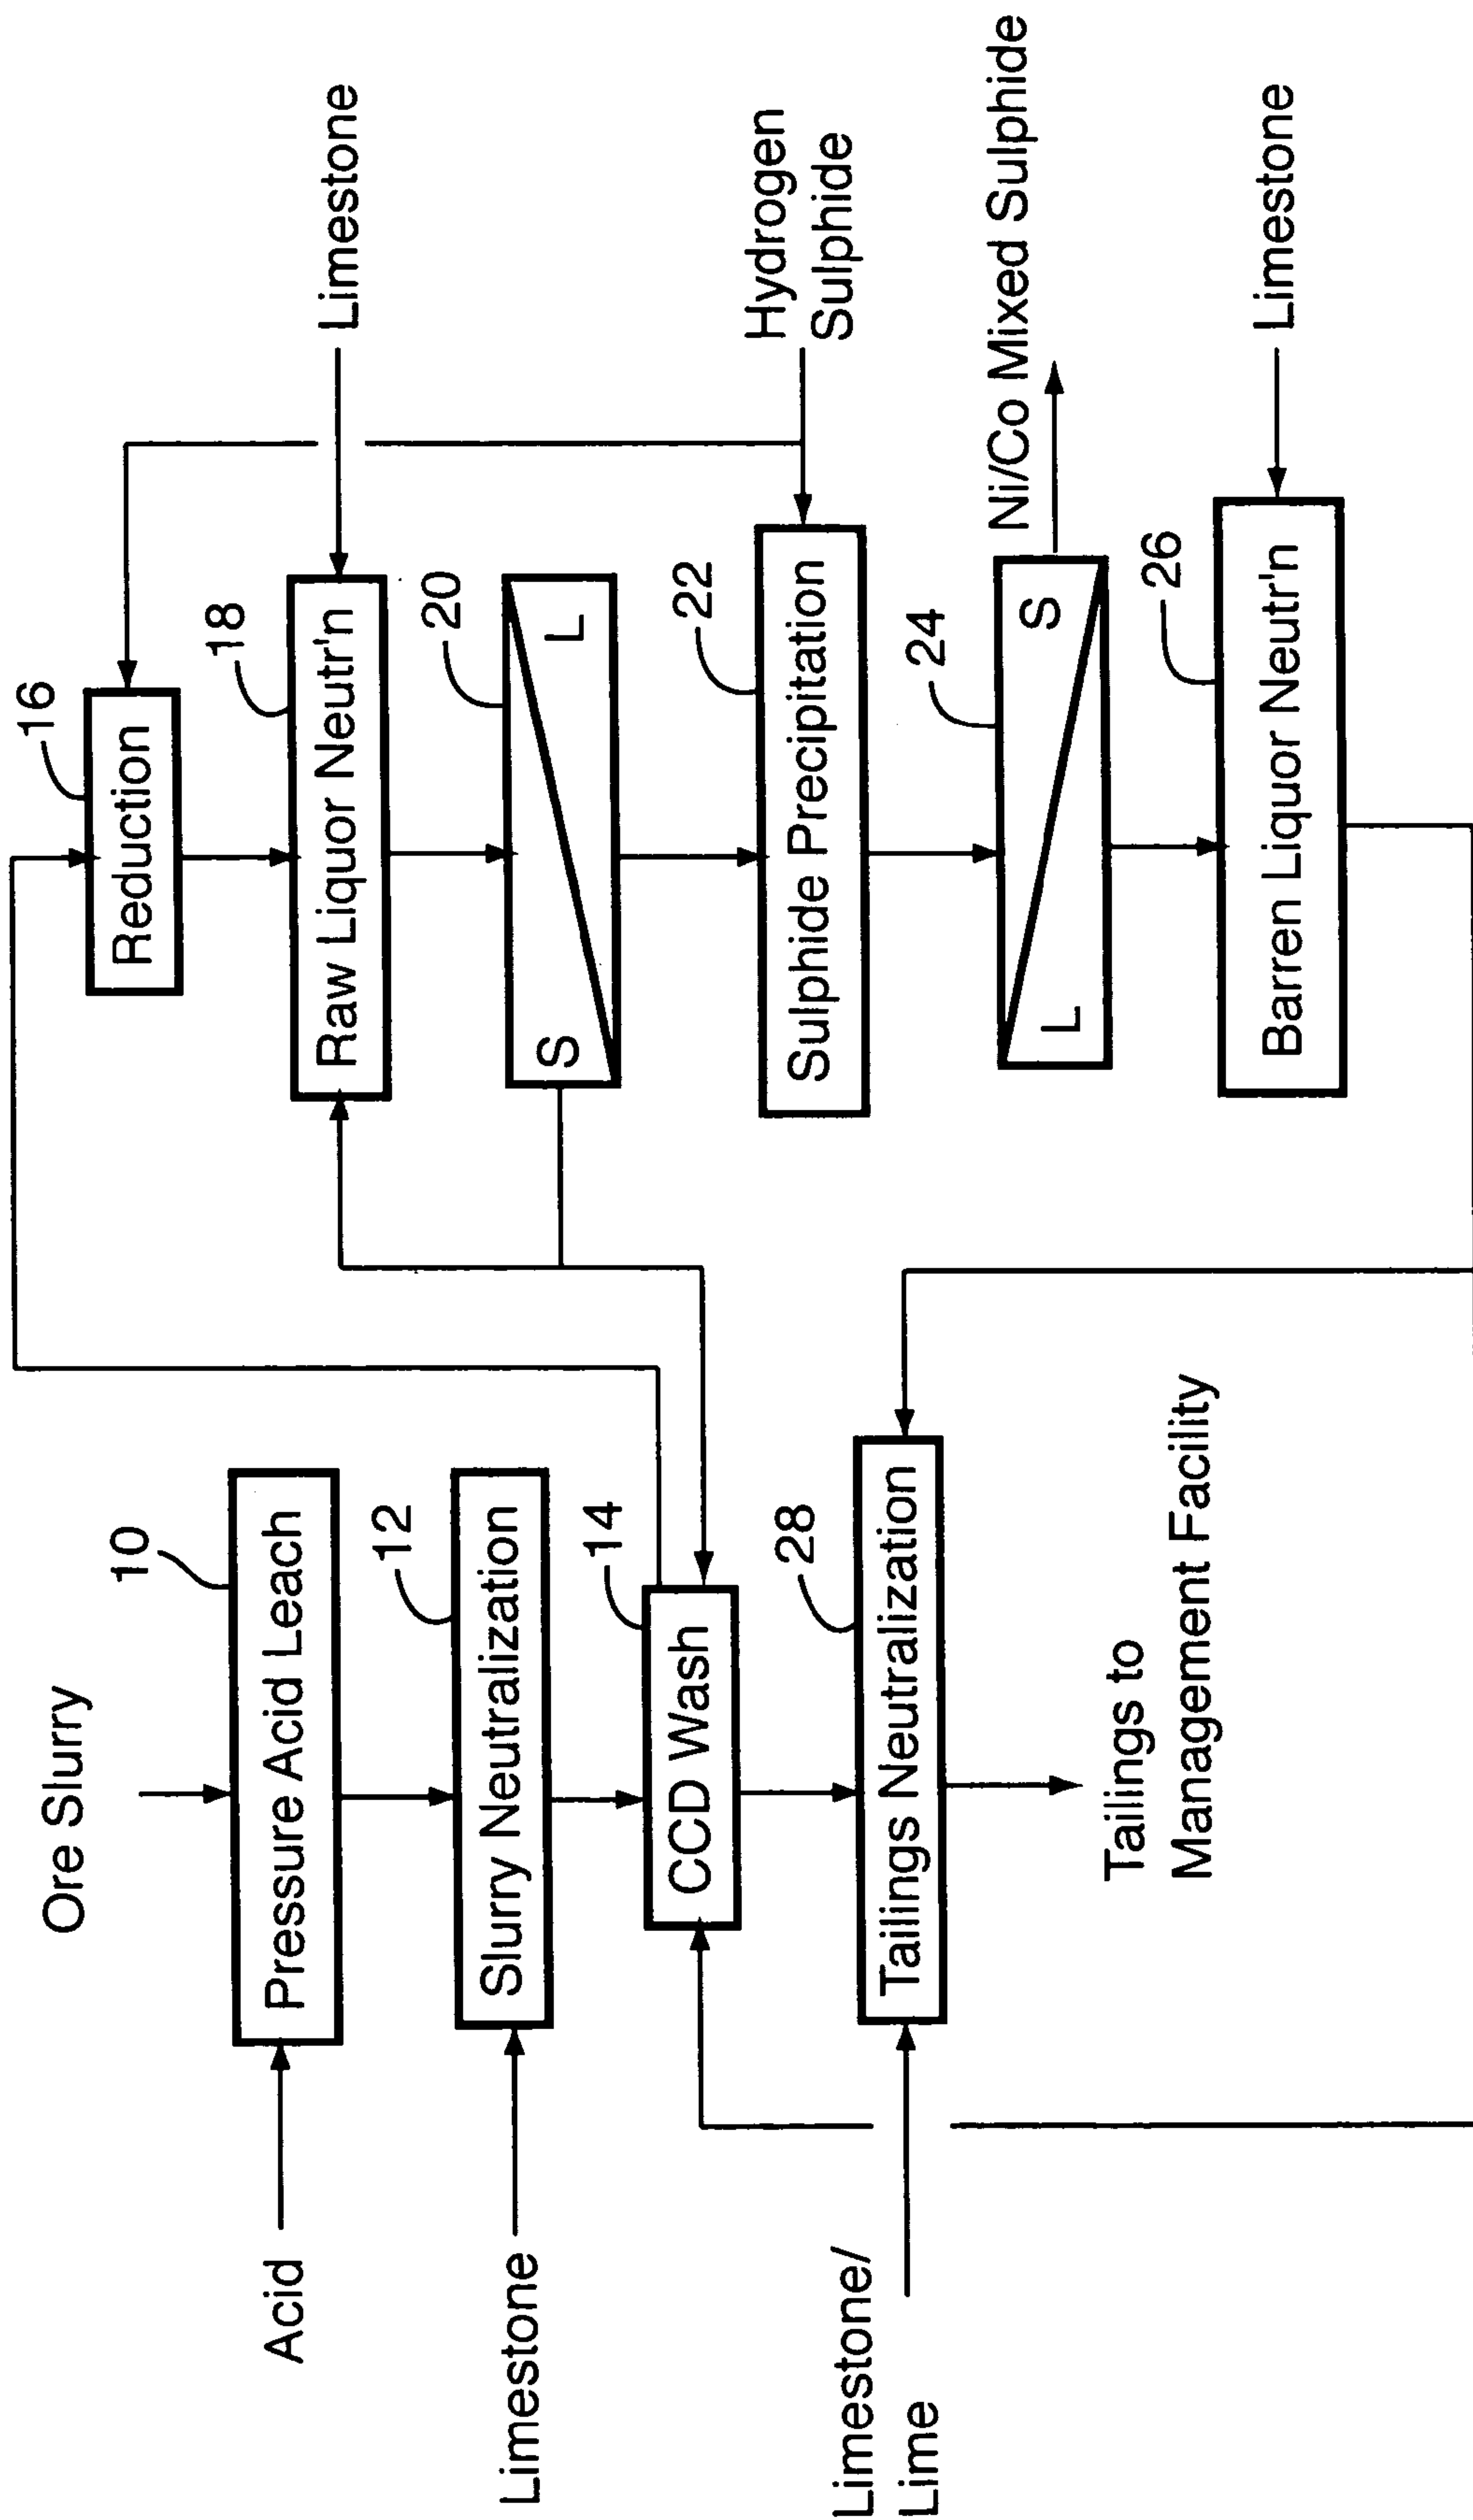 Ore Slurry
10
Acid
Pressure Acid Leach
12
Limestone
Slurry Neutralization
14
CCD Wash
28
Limestone/
Lime
Tailings Neutralization
Tailings to
Management Facility
16
Reduction
18
Raw Liquor Neutr'n
Limestone
20
S
L
22
Sulphide Precipitation
Hydrogen
Sulphide
24
L
S
Ni/Co Mixed Sulphide
26
Barren Liquor Neutr'n
Limestone